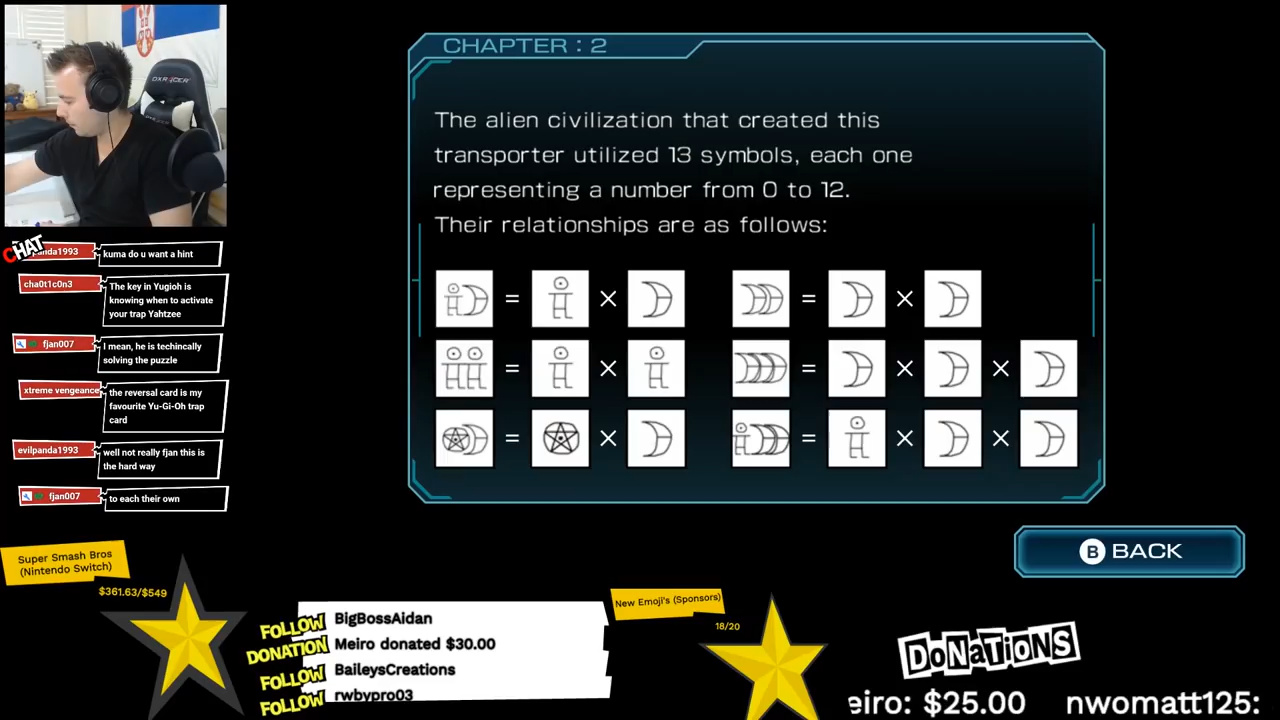 CHAPTER : 2
The alien civilization that created this
transporter utilized 13 symbols, each one
representing a number from 0 to 12.
Their relationships are as follows:
= × = ×
= × = × ×
= × = × ×
B BACK
DXRACER
CHAT
anda1993
kuma do u want a hint
cha0t1c0n3
The key in Yugioh is
knowing when to activate
your trap Yahtzee
fjan007
I mean, he is techincally
solving the puzzle
xtreme vengeance
the reversal card is my
favourite Yu-Gi-Oh trap
card
evilpanda1993
well not really fjan this is
the hard way
fjan007
to each their own
Super Smash Bros
(Nintendo Switch)
$361.63/$549
FOLLOW BigBossAidan
DONATION Meiro donated $30.00
FOLLOW BaileysCreations
FOLLOW rwbypro03
New Emoji's (Sponsors)
18/20
DONATIONS
eiro: $25.00 nwomatt125: